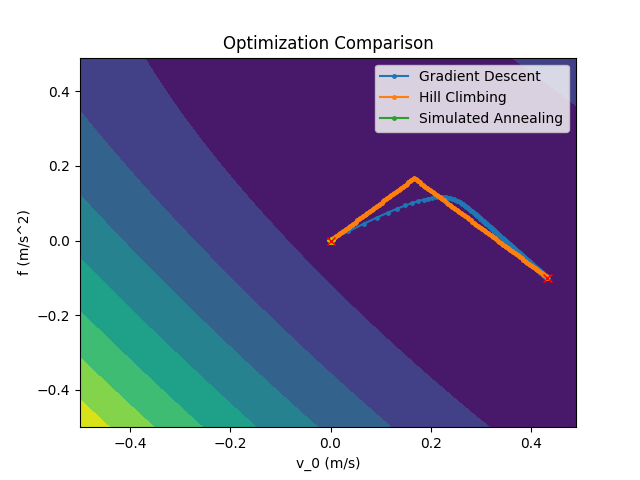 Optimization Comparison
Gradient Descent
Hill Climbing
Simulated Annealing
f (m/s^2)
0.4
0.2
0.0
−0.2
−0.4
−0.4
−0.2
0.0
0.2
0.4
v_0 (m/s)